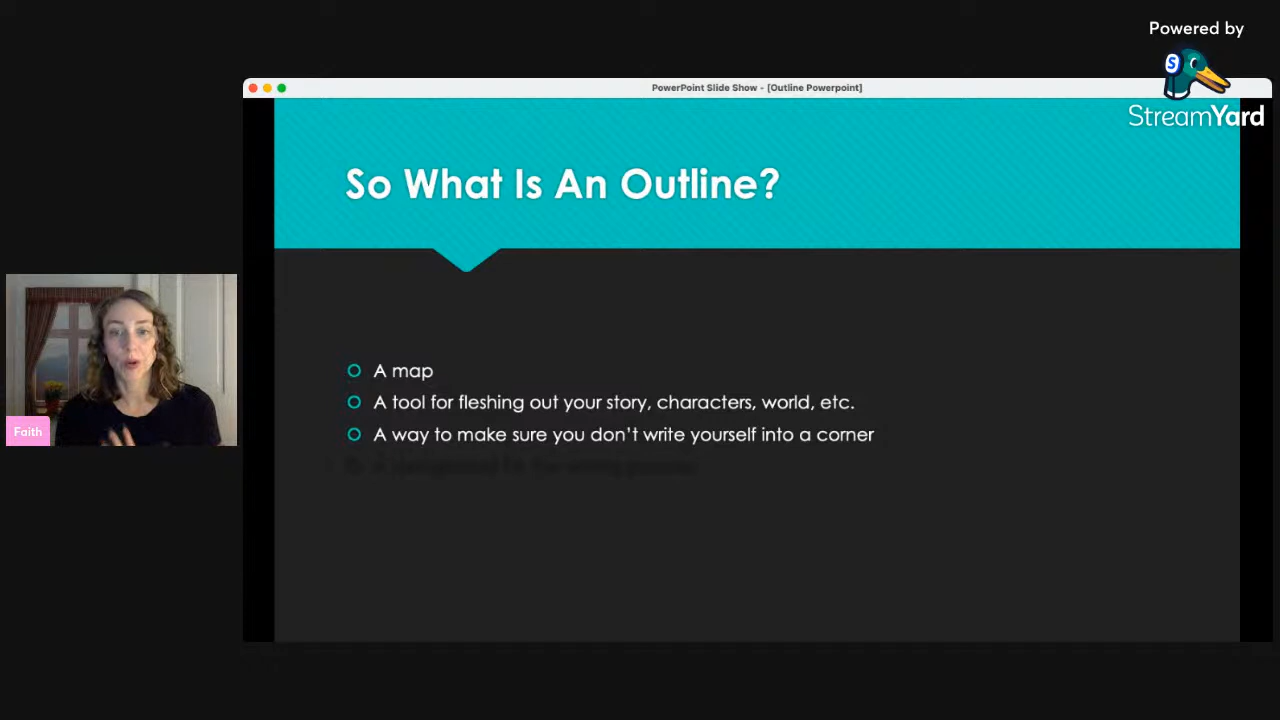 Powered by
S
StreamYard
PowerPoint Slide Show - [Outline Powerpoint]
So What Is An Outline?
A map
A tool for fleshing out your story, characters, world, etc.
A way to make sure you don’t write yourself into a corner
Faith